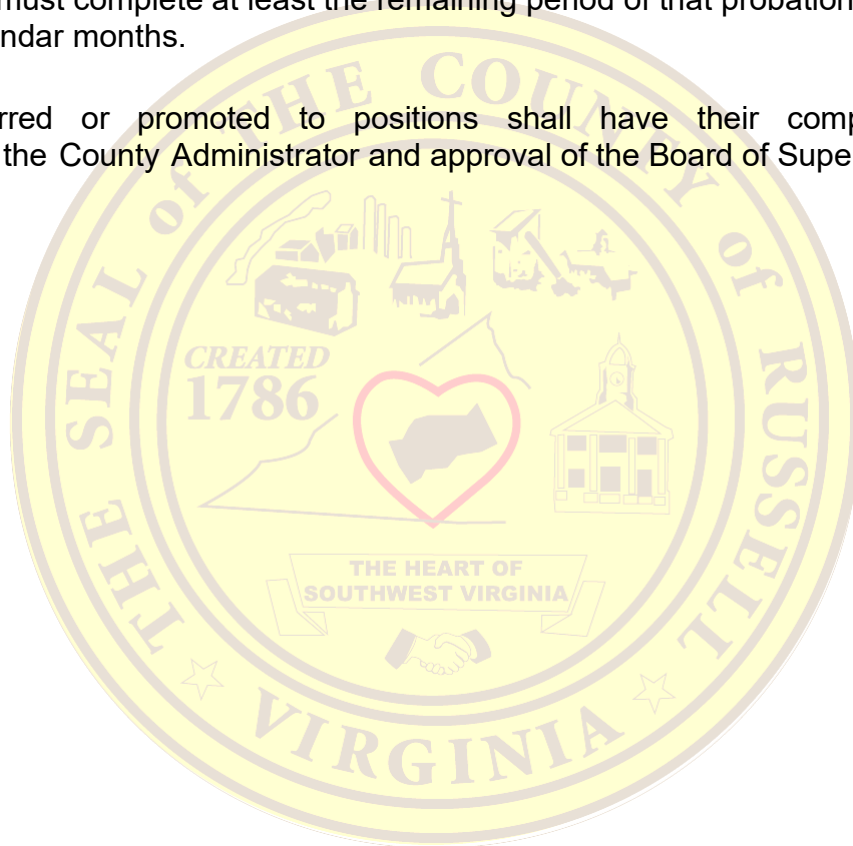 must complete at least the remaining period of that probation
ndar months.
rred or promoted to positions shall have their comp
the County Administrator and approval of the Board of Supe
THE SEAL of THE COUNTY of RUSSELL
CREATED
1786
THE HEART OF
SOUTHWEST VIRGINIA
VIRGINIA